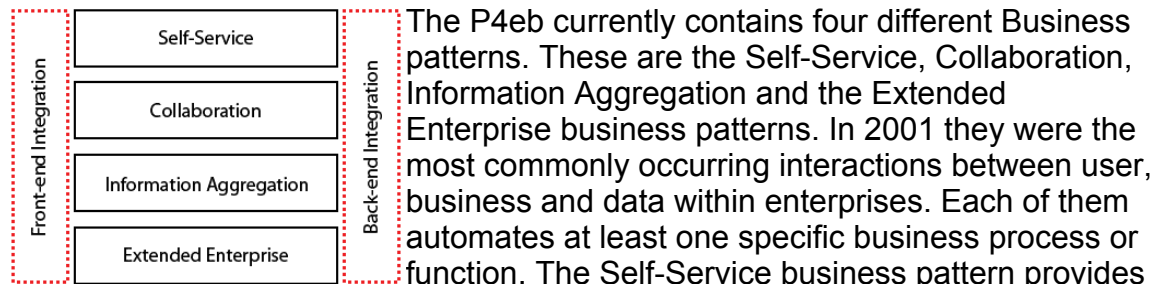 Front-end Integration
Self-Service
Collaboration
Information Aggregation
Extended Enterprise
Back-end Integration
The P4eb currently contains four different Business
patterns. These are the Self-Service, Collaboration,
Information Aggregation and the Extended
Enterprise business patterns. In 2001 they were the
most commonly occurring interactions between user,
business and data within enterprises. Each of them
automates at least one specific business process or
function. The Self-Service business pattern provides